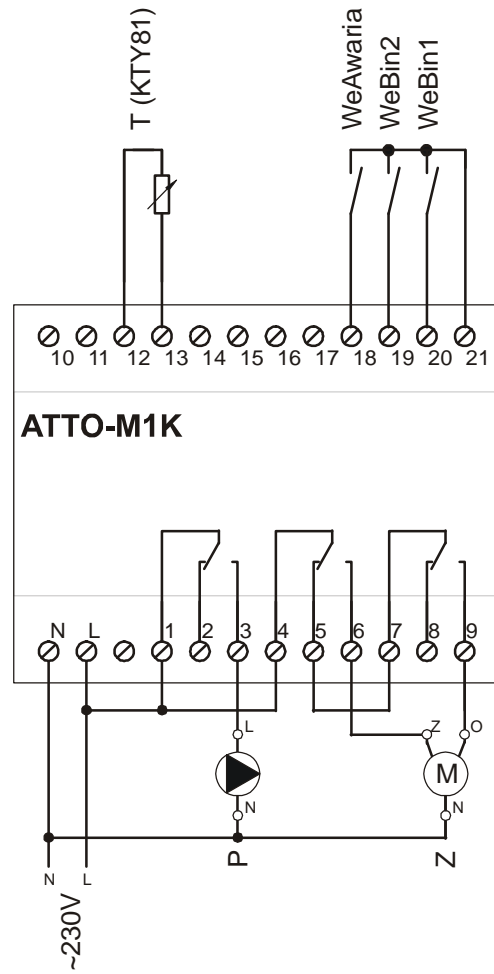 T (KTY81)
WeAwaria
WeBin2
WeBin1
10 11 12 13 14 15 16 17 18 19 20 21
ATTO-M1K
N L 1 2 3 4 5 6 7 8 9
L Z O
M
N N
P Z
N L
~230V